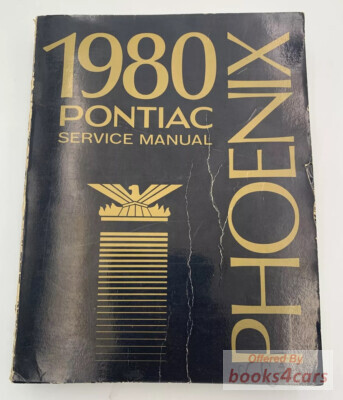 1980
PONTIAC
SERVICE MANUAL
PHOENIX
Offered By:
books4cars